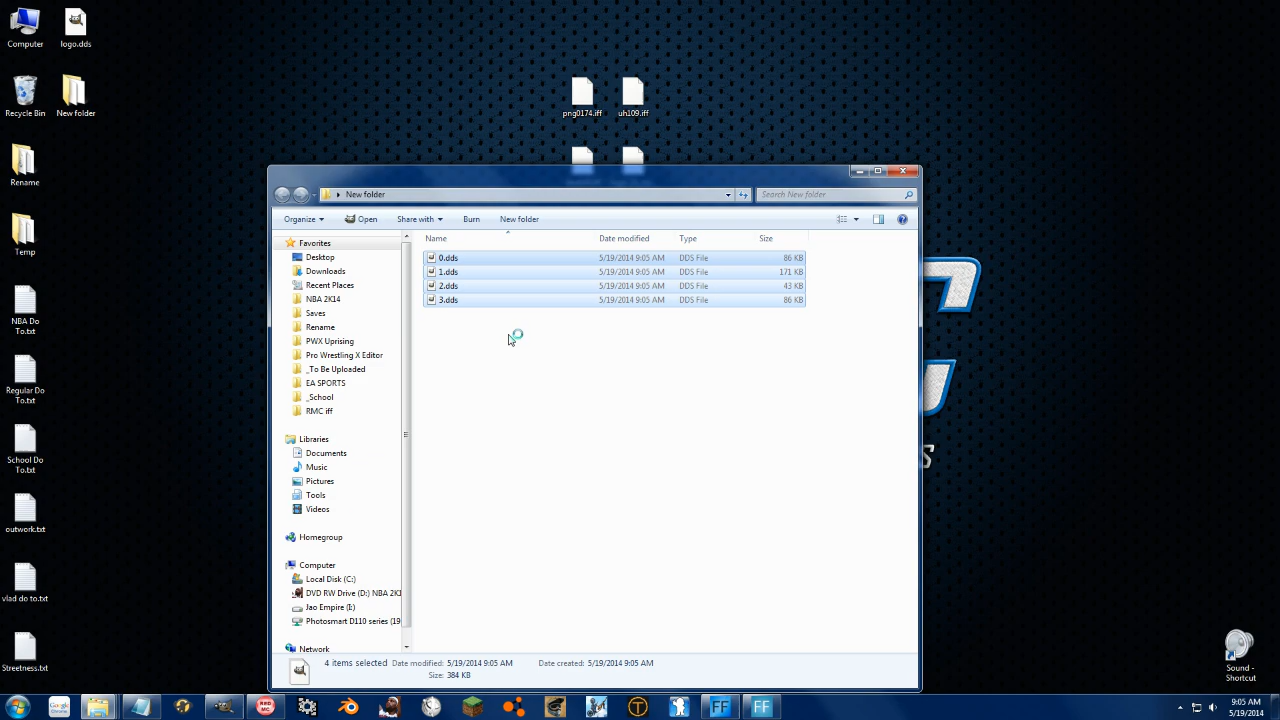 Computer
logo.dds
Recycle Bin
New folder
Rename
Temp
NBA Do
To.txt
Regular Do
To.txt
School Do
To.txt
outwork.txt
vlad do to.txt
Streetness.txt
png0174.iff
uh109.iff
New folder
Search New folder
Organize
Open
Share with
Burn
New folder
Name
Date modified
Type
Size
Favorites
Desktop
Downloads
Recent Places
NBA 2K14
Saves
Rename
PWX Uprising
Pro Wrestling X Editor
_To Be Uploaded
EA SPORTS
_School
RMC iff
Libraries
Documents
Music
Pictures
Tools
Videos
Homegroup
Computer
Local Disk (C:)
DVD RW Drive (D:) NBA 2K1
Jao Empire (I:)
Photosmart D110 series (19
Network
0.dds 5/19/2014 9:05 AM DDS File 86 KB
1.dds 5/19/2014 9:05 AM DDS File 171 KB
2.dds 5/19/2014 9:05 AM DDS File 43 KB
3.dds 5/19/2014 9:05 AM DDS File 86 KB
4 items selected Date modified: 5/19/2014 9:05 AM Date created: 5/19/2014 9:05 AM
Size: 384 KB
Sound -
Shortcut
Google
RED
MC
FF
FF
9:05 AM
5/19/2014